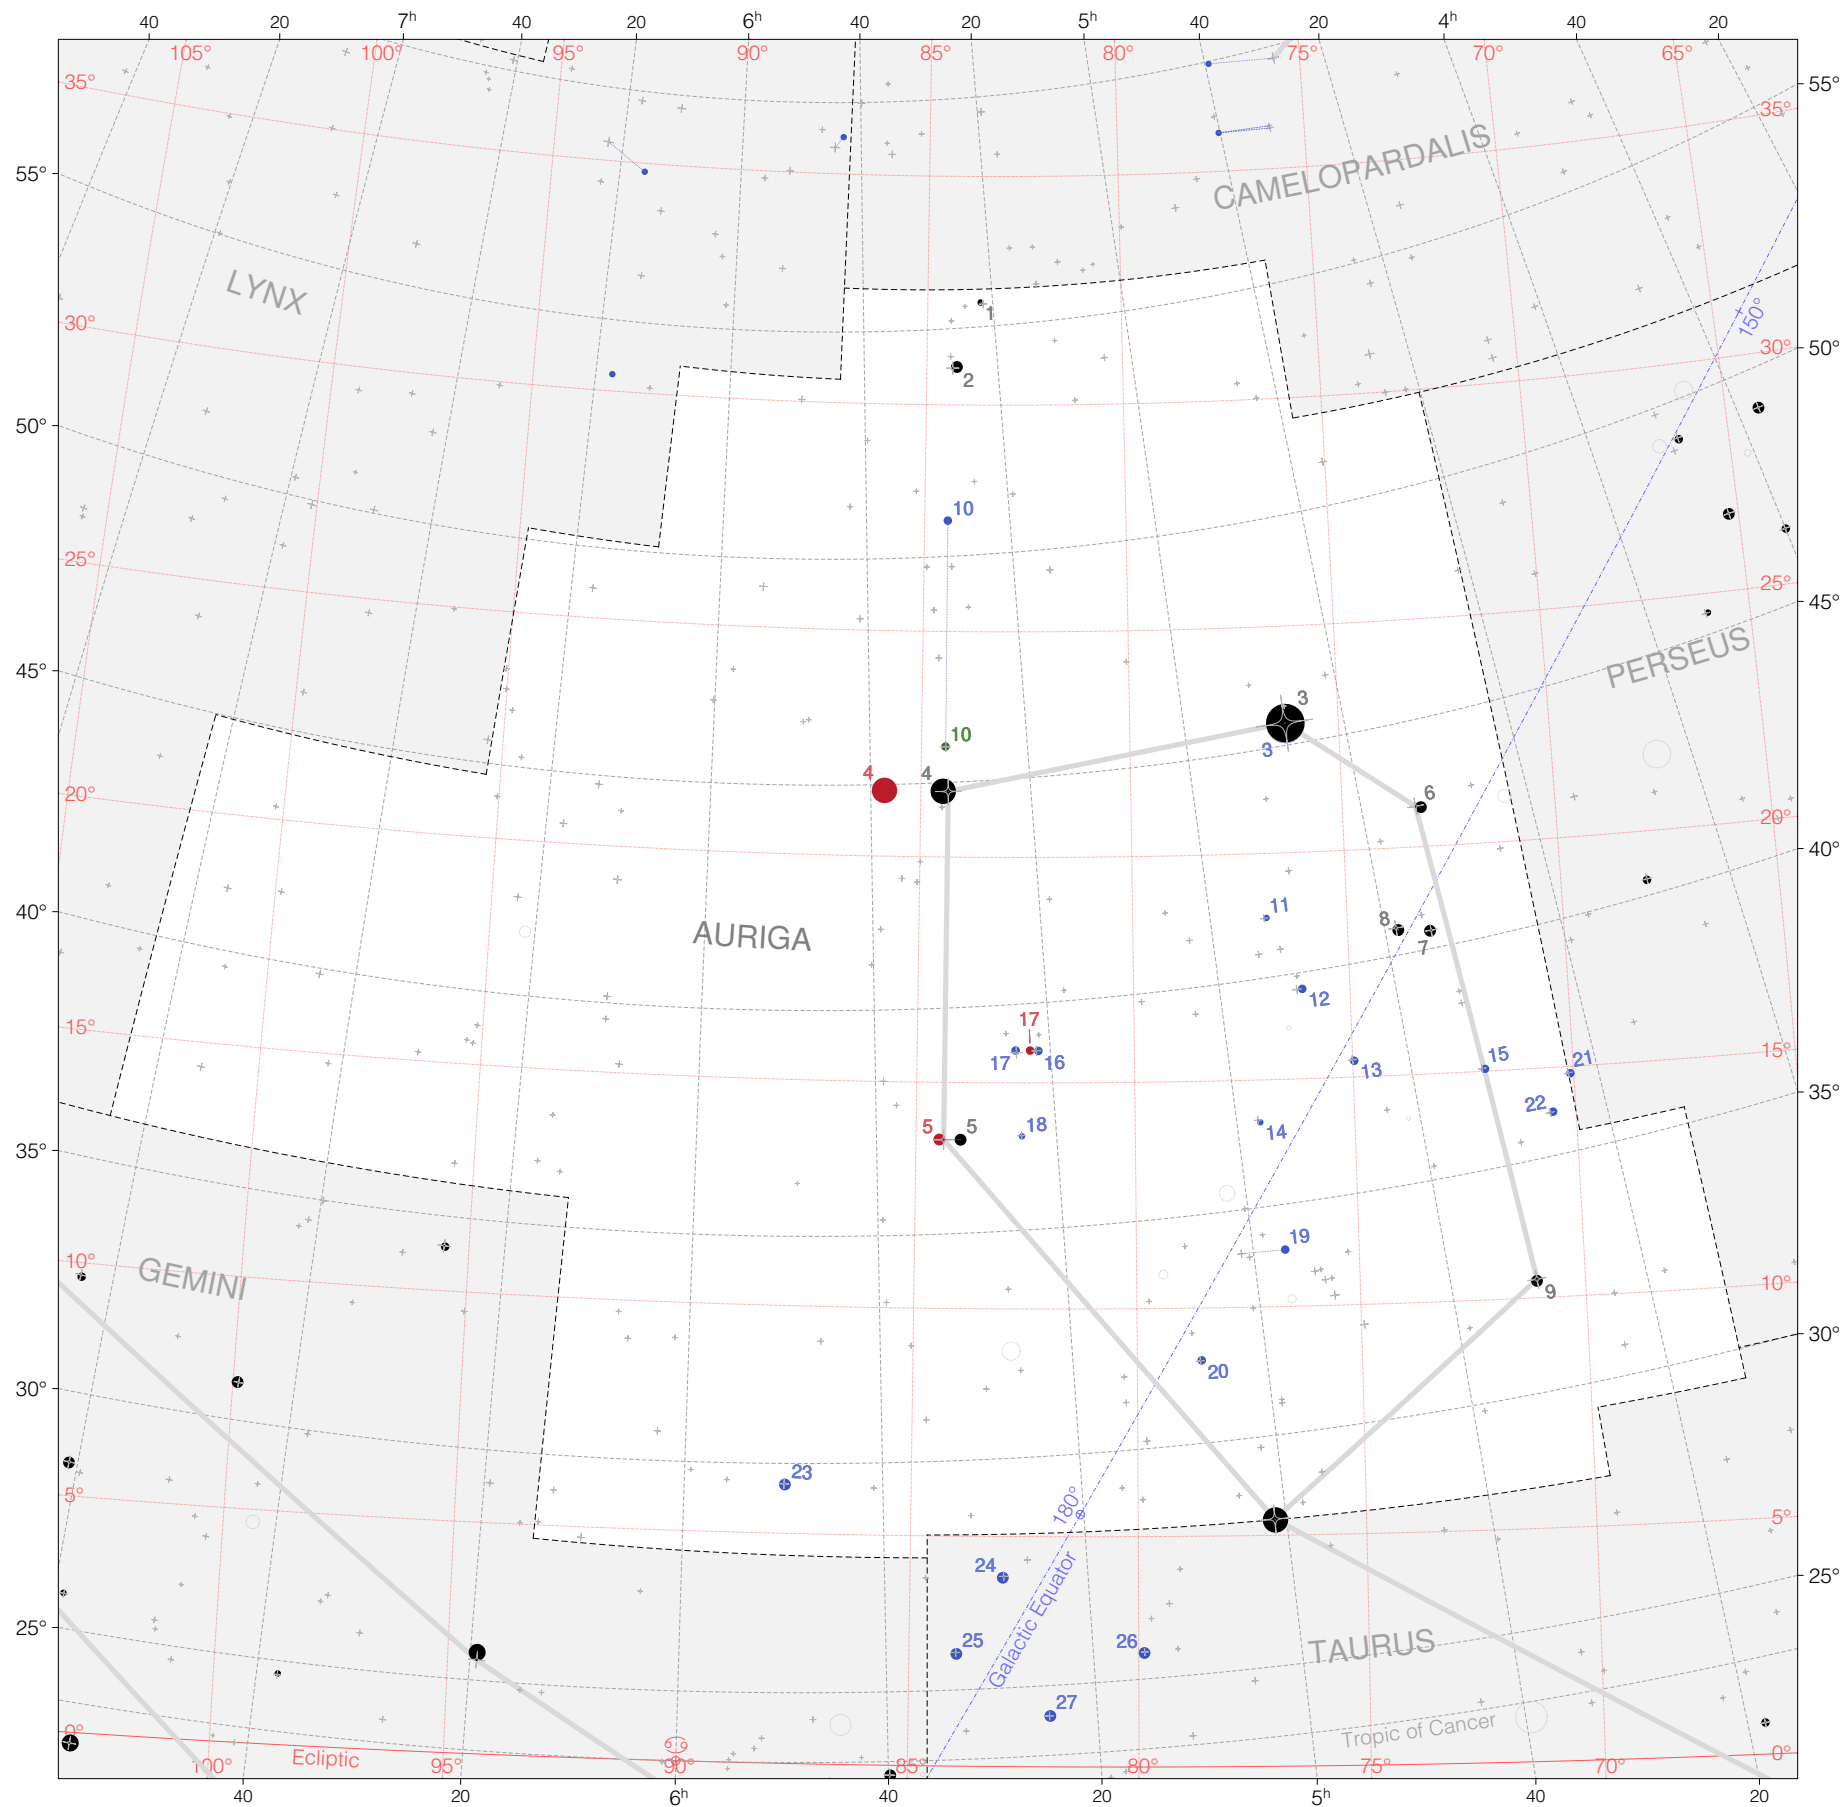 40 20 7h 40 20 6h 40 20 5h 40 20 4h 40 20
105° 100° 95° 90° 85° 80° 75° 70° 65°
35° 55°
35°
CAMELOPARDALIS
55°
LYNX
150°
1
30° 30° 50°
2
50°
10
25° 25°
45°
PERSEUS
45°
3
10
3
4 4
20° 6
20°
40°
AURIGA
11
8
7
40°
12
15° 17
17 16 13 15 21 15°
22 35°
5 5 18 14
35°
19
10° GEMINI 10°
9
30°
20
30°
23
5° 180° 5°
24 25°
Galactic Equator
25 26 TAURUS
25°
27
Tropic of Cancer
0° 0°
Ecliptic
100° 95° 90° 85° 80° 75° 70°
40 20 6h 40 20 5h 40 20